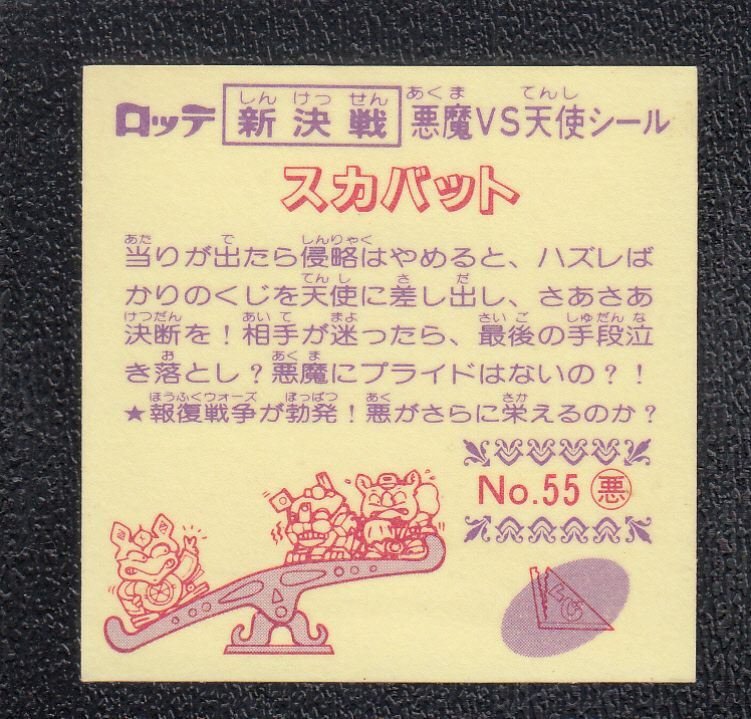 ロッテ 新決戦 悪魔VS天使シール
しん けっ せん あくま てんし
スカバット
当りが出たら侵略はやめると、ハズレば
あた で しんりゃく
かりのくじを天使に差し出し、さあさあ
てんし さ だ
決断を!相手が迷ったら、最後の手段泣
けつだん あいて まよ さいご しゅだん な
き落とし?悪魔にプライドはないの?!
お あくま
★報復戦争が勃発!悪がさらに栄えるのか?
ほうふくウォーズ ぼっぱつ あく さか
No.55 悪
くじ